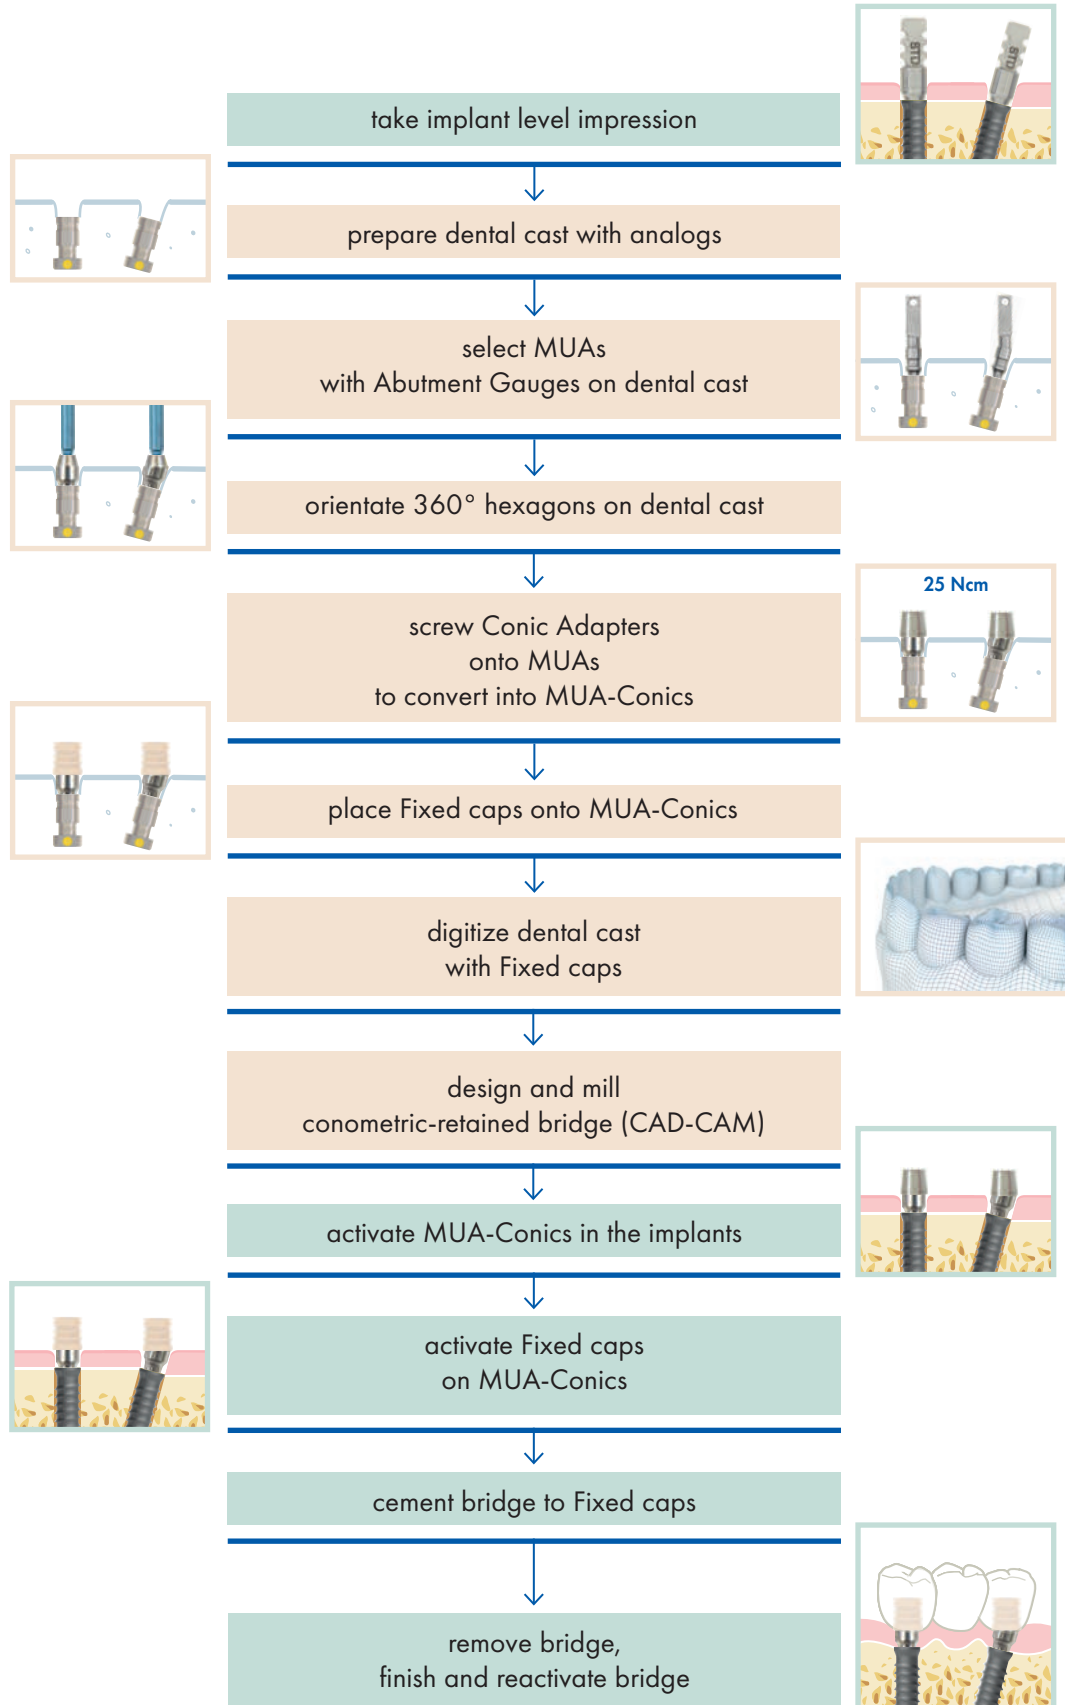 STD
STD
take implant level impression
prepare dental cast with analogs
select MUAs
with Abutment Gauges on dental cast
orientate 360° hexagons on dental cast
25 Ncm
screw Conic Adapters
onto MUAs
to convert into MUA-Conics
place Fixed caps onto MUA-Conics
digitize dental cast
with Fixed caps
design and mill
conometric-retained bridge (CAD-CAM)
activate MUA-Conics in the implants
activate Fixed caps
on MUA-Conics
cement bridge to Fixed caps
remove bridge,
finish and reactivate bridge